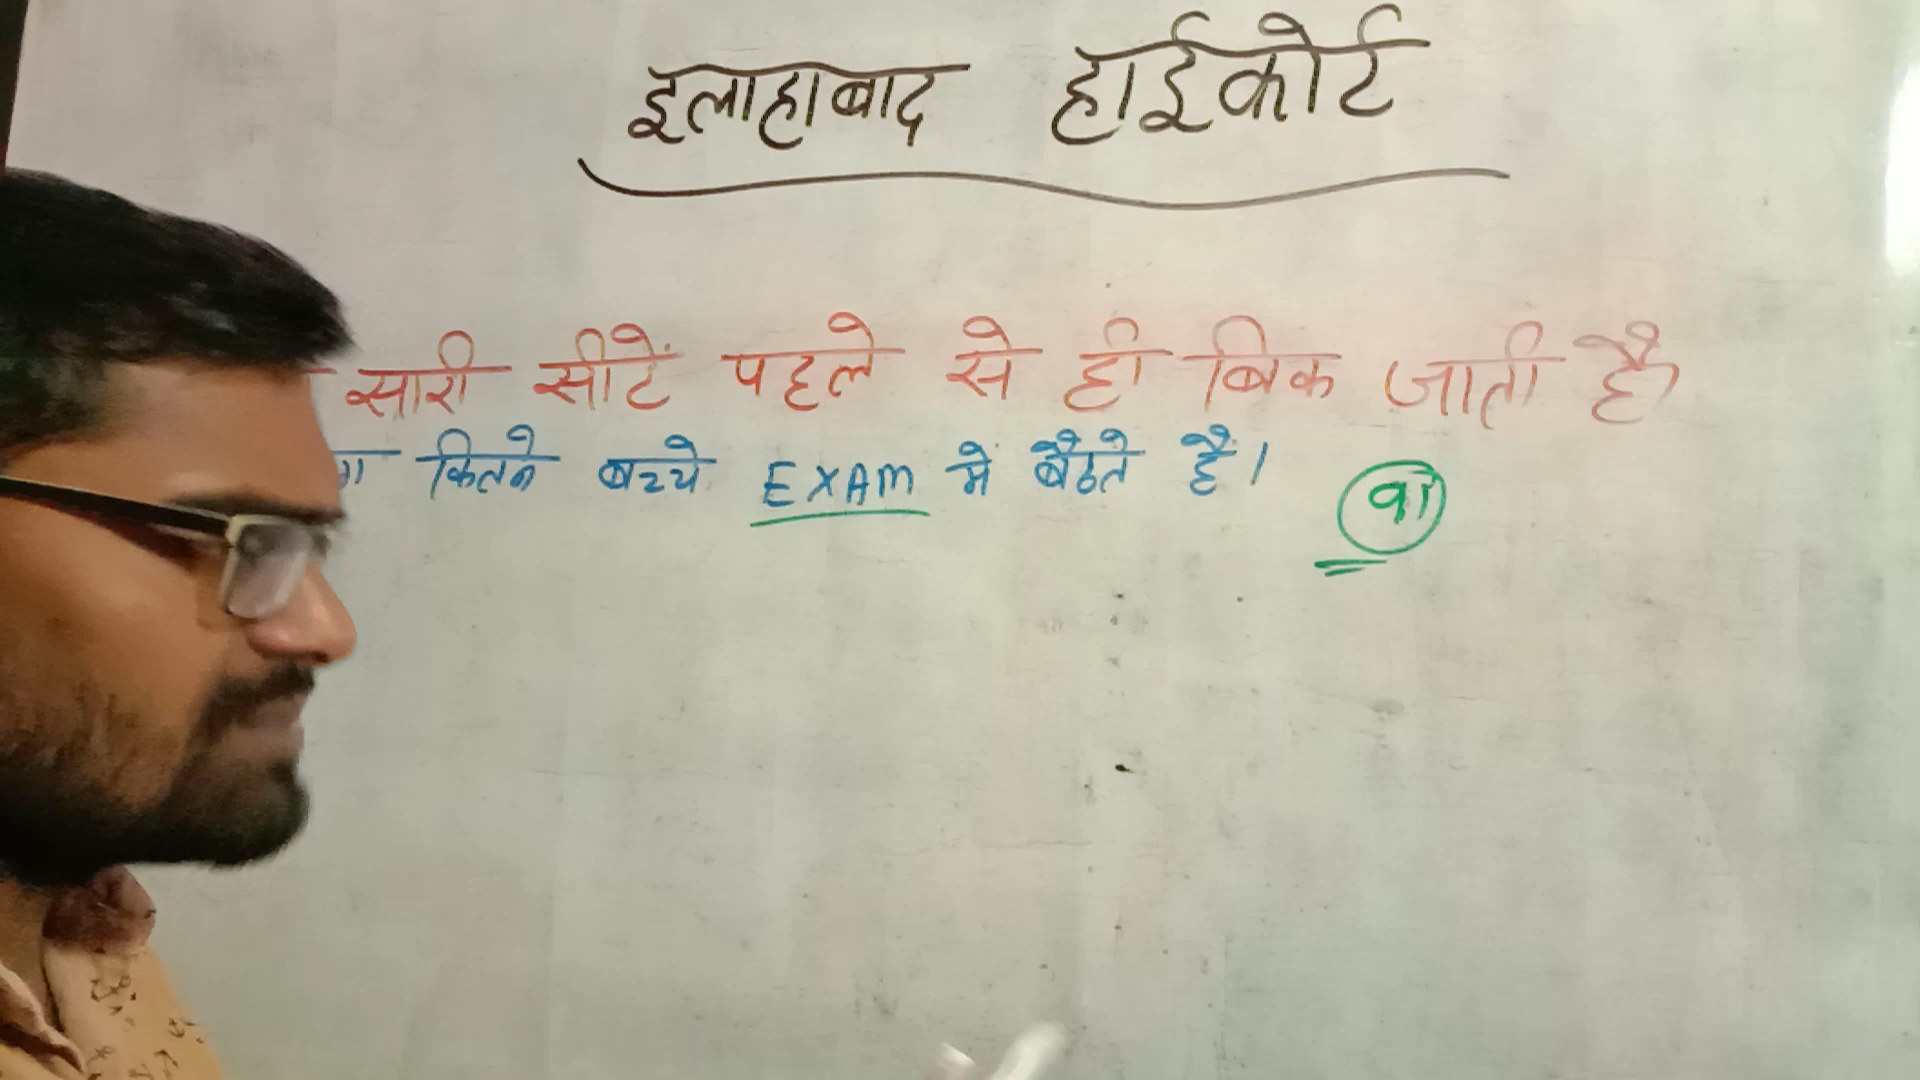 इलाहाबाद हाईकोर्ट
सारी सीटें पहले से ही बिक जाती है
कितने बच्चे EXAM में बैठते हैं।
वो